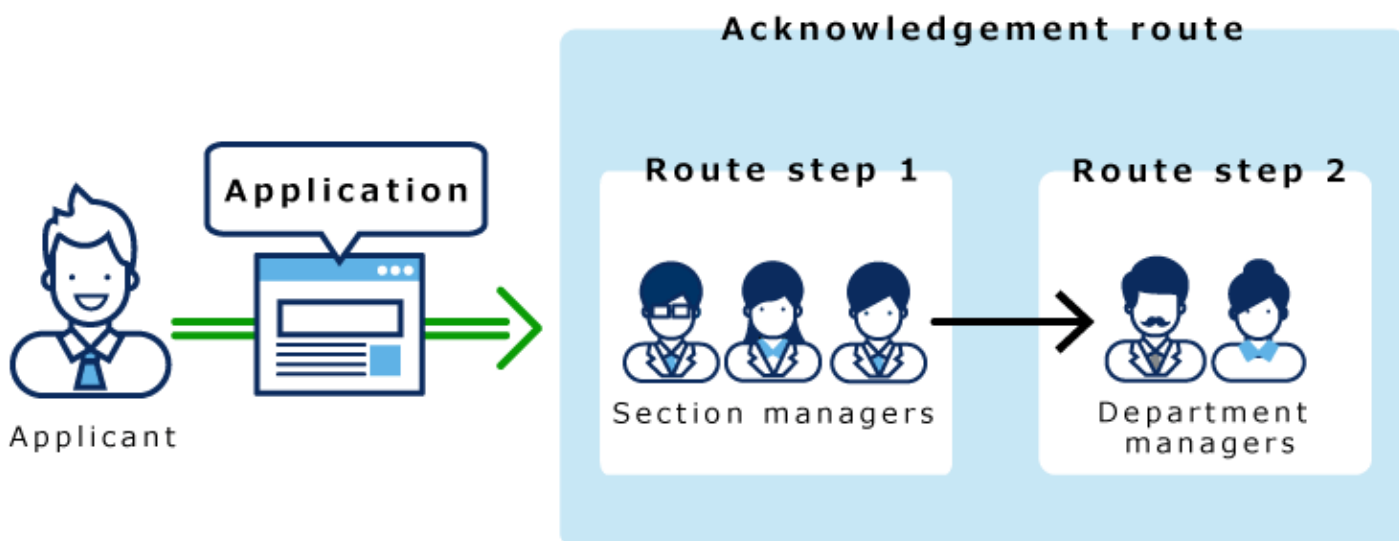 Acknowledgement route
Application
Route step 1
Route step 2
Applicant
Section managers
Department
managers